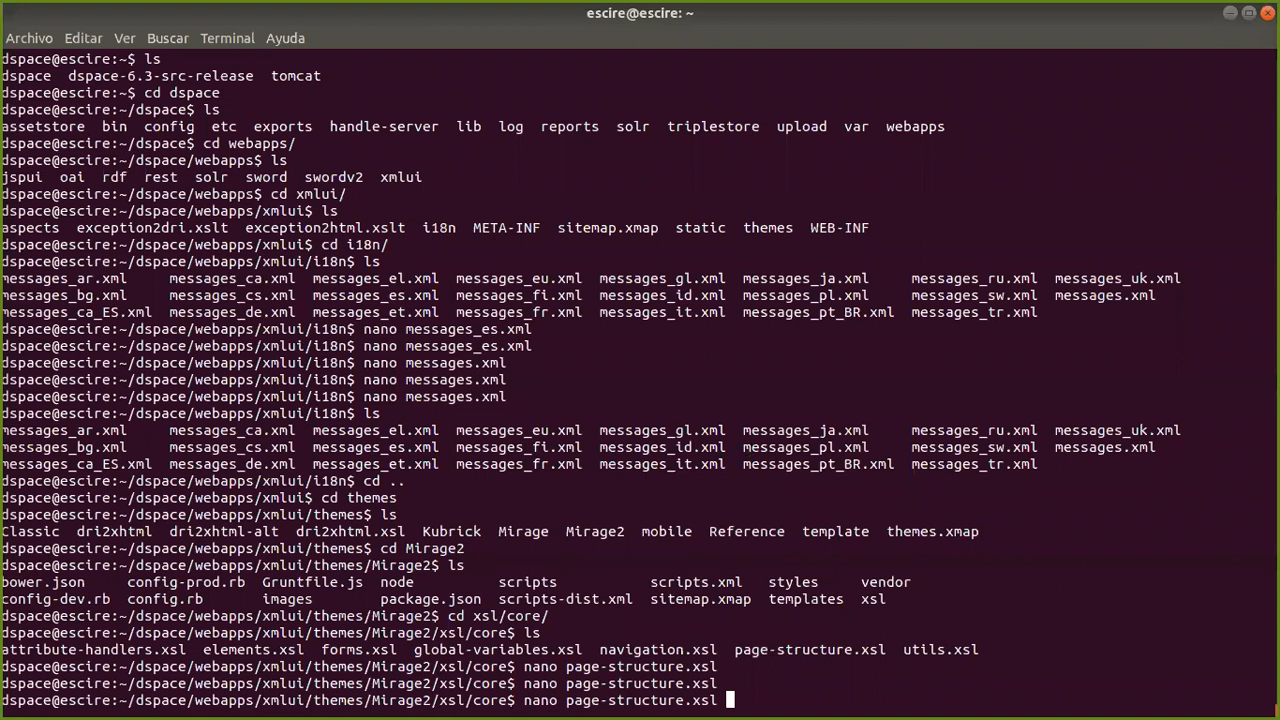 escire@escire: ~
Archivo Editar Ver Buscar Terminal Ayuda
dspace@escire:~$ ls
dspace dspace-6.3-src-release tomcat
dspace@escire:~$ cd dspace
dspace@escire:~/dspace$ ls
assetstore bin config etc exports handle-server lib log reports solr triplestore upload var webapps
dspace@escire:~/dspace$ cd webapps/
dspace@escire:~/dspace/webapps$ ls
jspui oai rdf rest solr sword swordv2 xmlui
dspace@escire:~/dspace/webapps$ cd xmlui/
dspace@escire:~/dspace/webapps/xmlui$ ls
aspects exception2dri.xslt exception2html.xslt i18n META-INF sitemap.xmap static themes WEB-INF
dspace@escire:~/dspace/webapps/xmlui$ cd i18n/
dspace@escire:~/dspace/webapps/xmlui/i18n$ ls
messages_ar.xml messages_ca.xml messages_el.xml messages_eu.xml messages_gl.xml messages_ja.xml messages_ru.xml messages_uk.xml
messages_bg.xml messages_cs.xml messages_es.xml messages_fi.xml messages_id.xml messages_pl.xml messages_sw.xml messages.xml
messages_ca_ES.xml messages_de.xml messages_et.xml messages_fr.xml messages_it.xml messages_pt_BR.xml messages_tr.xml
dspace@escire:~/dspace/webapps/xmlui/i18n$ nano messages_es.xml
dspace@escire:~/dspace/webapps/xmlui/i18n$ nano messages_es.xml
dspace@escire:~/dspace/webapps/xmlui/i18n$ nano messages.xml
dspace@escire:~/dspace/webapps/xmlui/i18n$ nano messages.xml
dspace@escire:~/dspace/webapps/xmlui/i18n$ nano messages.xml
dspace@escire:~/dspace/webapps/xmlui/i18n$ ls
messages_ar.xml messages_ca.xml messages_el.xml messages_eu.xml messages_gl.xml messages_ja.xml messages_ru.xml messages_uk.xml
messages_bg.xml messages_cs.xml messages_es.xml messages_fi.xml messages_id.xml messages_pl.xml messages_sw.xml messages.xml
messages_ca_ES.xml messages_de.xml messages_et.xml messages_fr.xml messages_it.xml messages_pt_BR.xml messages_tr.xml
dspace@escire:~/dspace/webapps/xmlui/i18n$ cd ..
dspace@escire:~/dspace/webapps/xmlui$ cd themes
dspace@escire:~/dspace/webapps/xmlui/themes$ ls
Classic dri2xhtml dri2xhtml-alt dri2xhtml.xsl Kubrick Mirage Mirage2 mobile Reference template themes.xmap
dspace@escire:~/dspace/webapps/xmlui/themes$ cd Mirage2
dspace@escire:~/dspace/webapps/xmlui/themes/Mirage2$ ls
bower.json config-prod.rb Gruntfile.js node scripts scripts.xml styles vendor
config-dev.rb config.rb images package.json scripts-dist.xml sitemap.xmap templates xsl
dspace@escire:~/dspace/webapps/xmlui/themes/Mirage2$ cd xsl/core/
dspace@escire:~/dspace/webapps/xmlui/themes/Mirage2/xsl/core$ ls
attribute-handlers.xsl elements.xsl forms.xsl global-variables.xsl navigation.xsl page-structure.xsl utils.xsl
dspace@escire:~/dspace/webapps/xmlui/themes/Mirage2/xsl/core$ nano page-structure.xsl
dspace@escire:~/dspace/webapps/xmlui/themes/Mirage2/xsl/core$ nano page-structure.xsl
dspace@escire:~/dspace/webapps/xmlui/themes/Mirage2/xsl/core$ nano page-structure.xsl